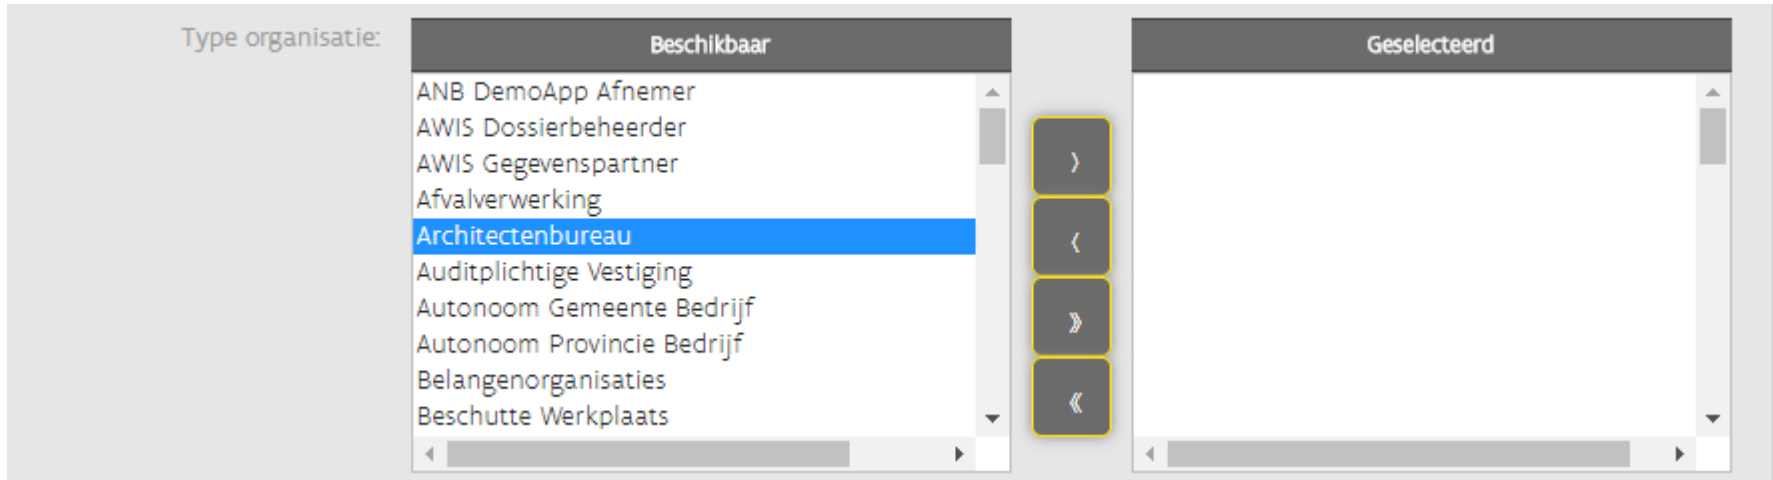 Type organisatie:
Beschikbaar
Geselecteerd
ANB DemoApp Afnemer
AWIS Dossierbeheerder
AWIS Gegevenspartner
Afvalverwerking
Architectenbureau
Auditplichtige Vestiging
Autonoom Gemeente Bedrijf
Autonoom Provincie Bedrijf
Belangenorganisaties
Beschutte Werkplaats